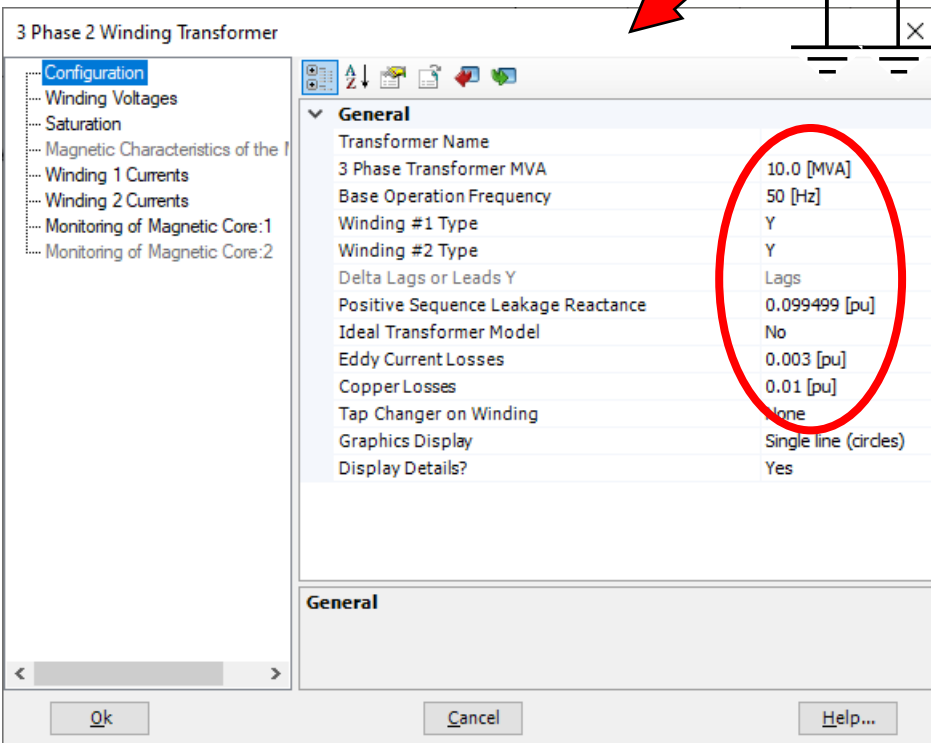 3 Phase 2 Winding Transformer
Configuration
Winding Voltages
Saturation
Magnetic Characteristics of the
Winding 1 Currents
Winding 2 Currents
Monitoring of Magnetic Core:1
Monitoring of Magnetic Core:2
General
Transformer Name
3 Phase Transformer MVA 10.0 [MVA]
Base Operation Frequency 50 [Hz]
Winding #1 Type Y
Winding #2 Type Y
Delta Lags or Leads Y Lags
Positive Sequence Leakage Reactance 0.099499 [pu]
Ideal Transformer Model No
Eddy Current Losses 0.003 [pu]
Copper Losses 0.01 [pu]
Tap Changer on Winding None
Graphics Display Single line (circles)
Display Details? Yes
General
Ok Cancel Help...